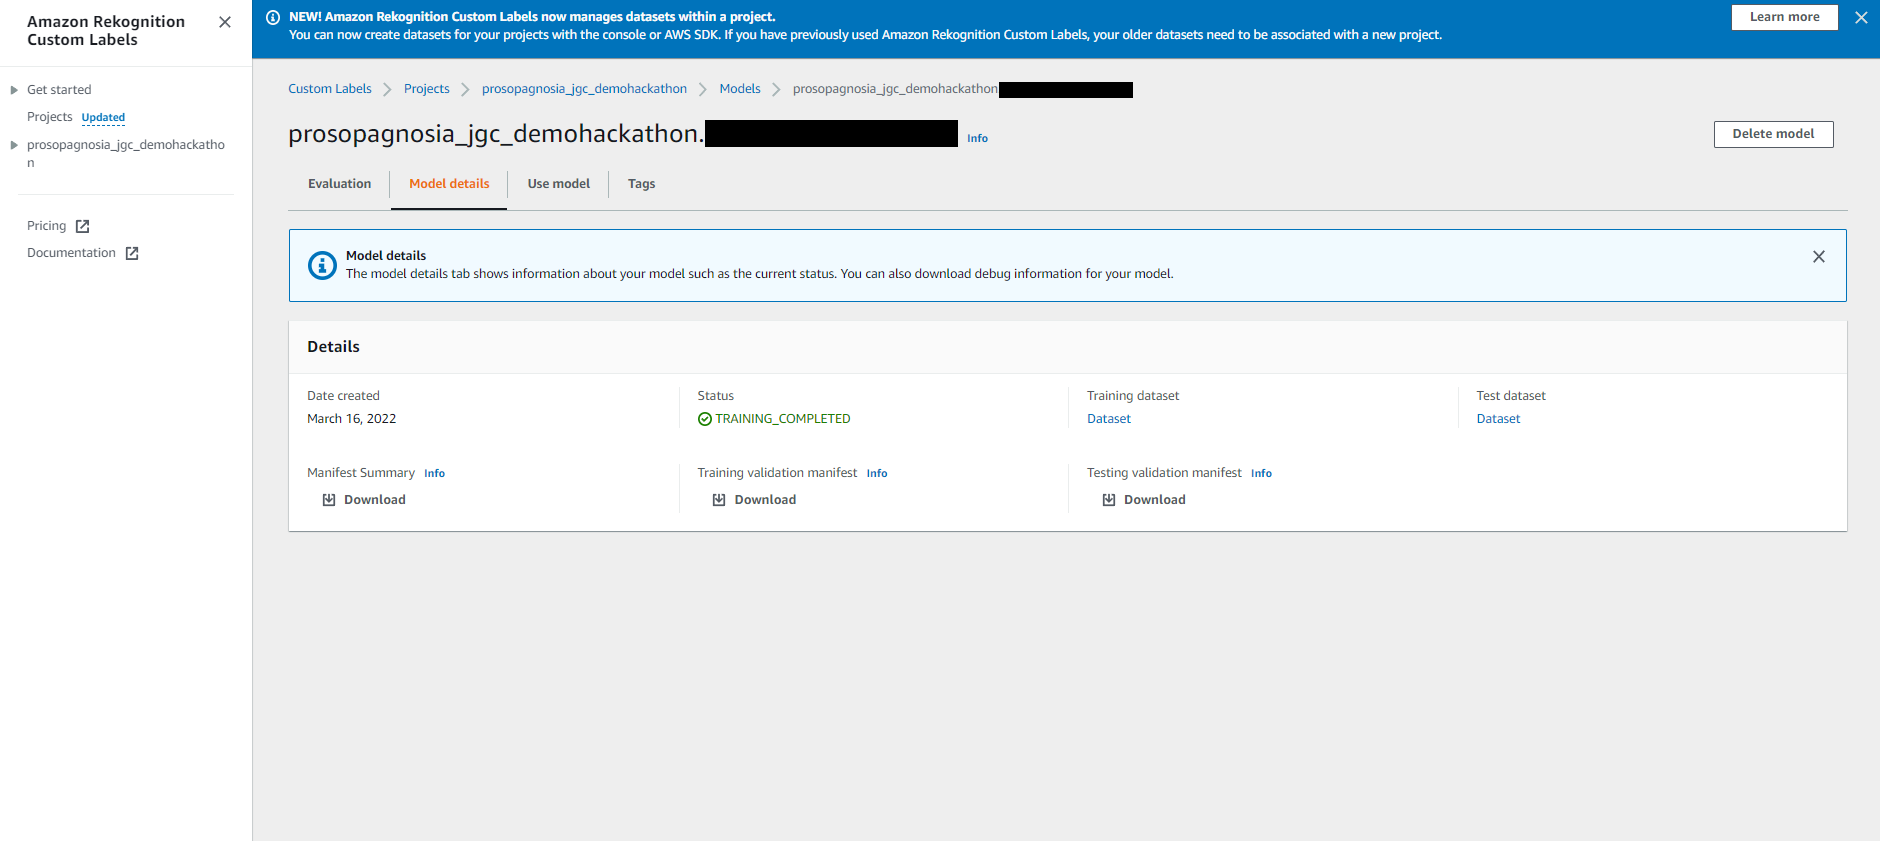 Amazon Rekognition
Custom Labels
Get started
Projects Updated
prosopagnosia_jgc_demohackatho
n
Pricing
Documentation
NEW! Amazon Rekognition Custom Labels now manages datasets within a project.
You can now create datasets for your projects with the console or AWS SDK. If you have previously used Amazon Rekognition Custom Labels, your older datasets need to be associated with a new project.
Learn more
Custom Labels Projects prosopagnosia_jgc_demohackathon Models prosopagnosia_jgc_demohackathon
prosopagnosia_jgc_demohackathon. Info
Delete model
Evaluation Model details Use model Tags
Model details
The model details tab shows information about your model such as the current status. You can also download debug information for your model.
Details
Date created Status Training dataset Test dataset
March 16, 2022 TRAINING_COMPLETED Dataset Dataset
Manifest Summary Info Training validation manifest Info Testing validation manifest Info
Download Download Download